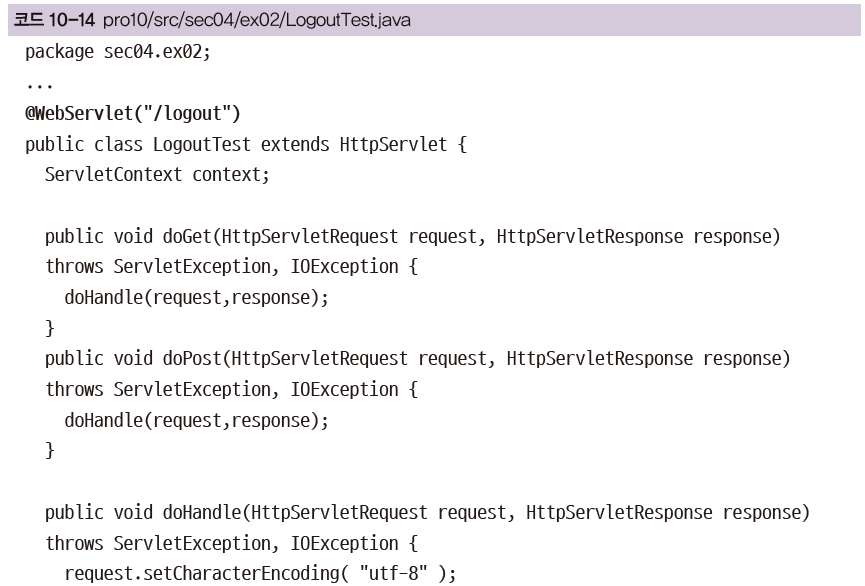 코드 10-14 pro10/src/sec04/ex02/LogoutTest.java
package sec04.ex02;
...
@WebServlet("/logout")
public class LogoutTest extends HttpServlet {
  ServletContext context;

  public void doGet(HttpServletRequest request, HttpServletResponse response)
  throws ServletException, IOException {
    doHandle(request,response);
  }
  public void doPost(HttpServletRequest request, HttpServletResponse response)
  throws ServletException, IOException {
    doHandle(request,response);
  }

  public void doHandle(HttpServletRequest request, HttpServletResponse response)
  throws ServletException, IOException {
    request.setCharacterEncoding( "utf-8" );